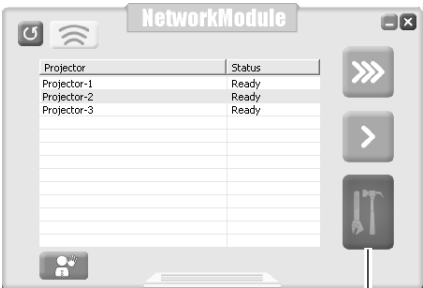 NetworkModule
Projector Status
Projector-1 Ready
Projector-2 Ready
Projector-3 Ready